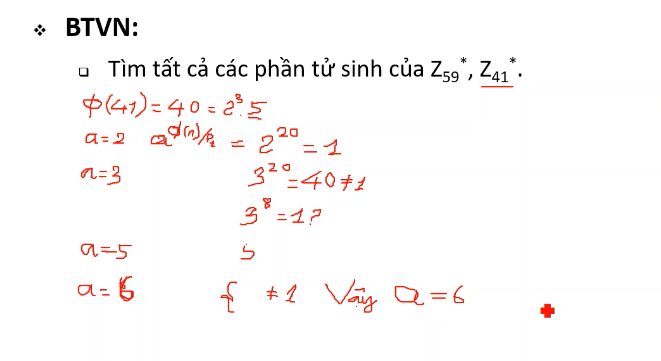 ❖ BTVN:
❑ Tìm tất cả các phần tử sinh của Z₅₉*, Z₄₁*.
ϕ(41) = 40 = 2³.5
a = 2 a^ϕ(n)/p₁ = 2²⁰ = 1
a = 3 3²⁰ = 40 ≠ 1
3⁸ = 1?
a = 5 5
a = 6 { ≠ 1 Vậy a = 6